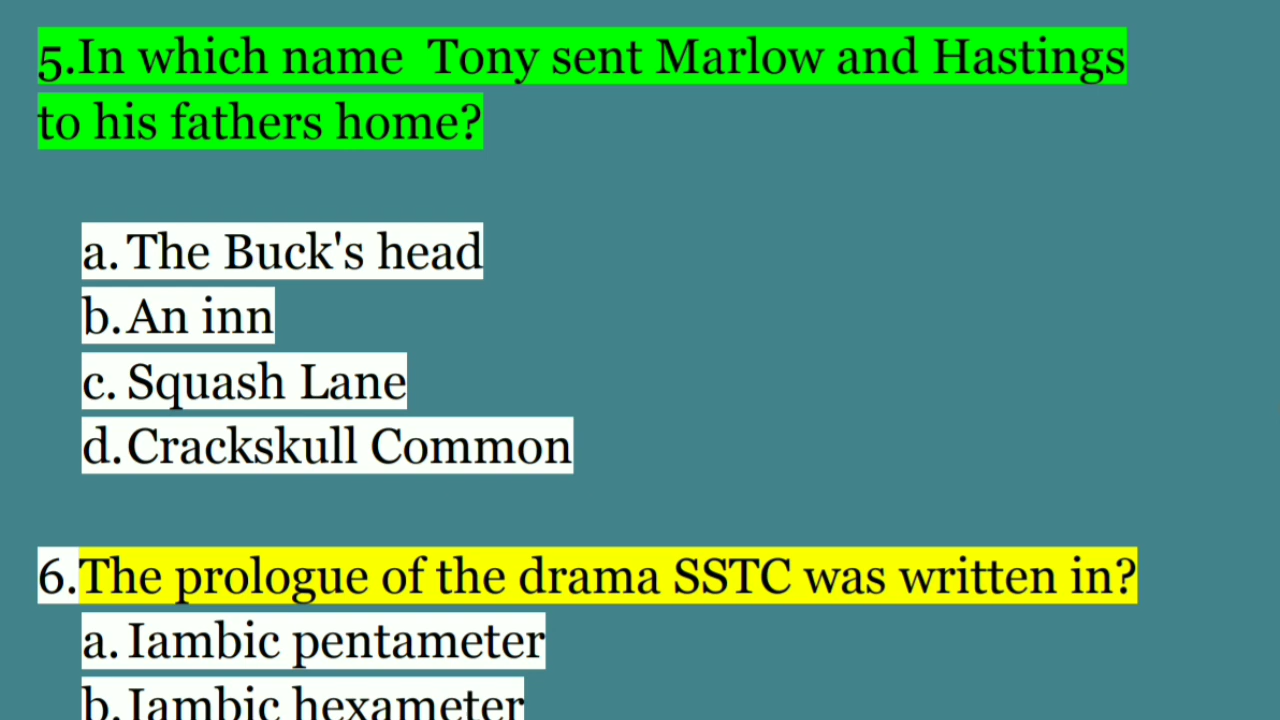 5.In which name  Tony sent Marlow and Hastings
to his fathers home?
a. The Buck's head
b.An inn
c. Squash Lane
d.Crackskull Common
6.The prologue of the drama SSTC was written in?
a. Iambic pentameter
b.Iambic hexameter